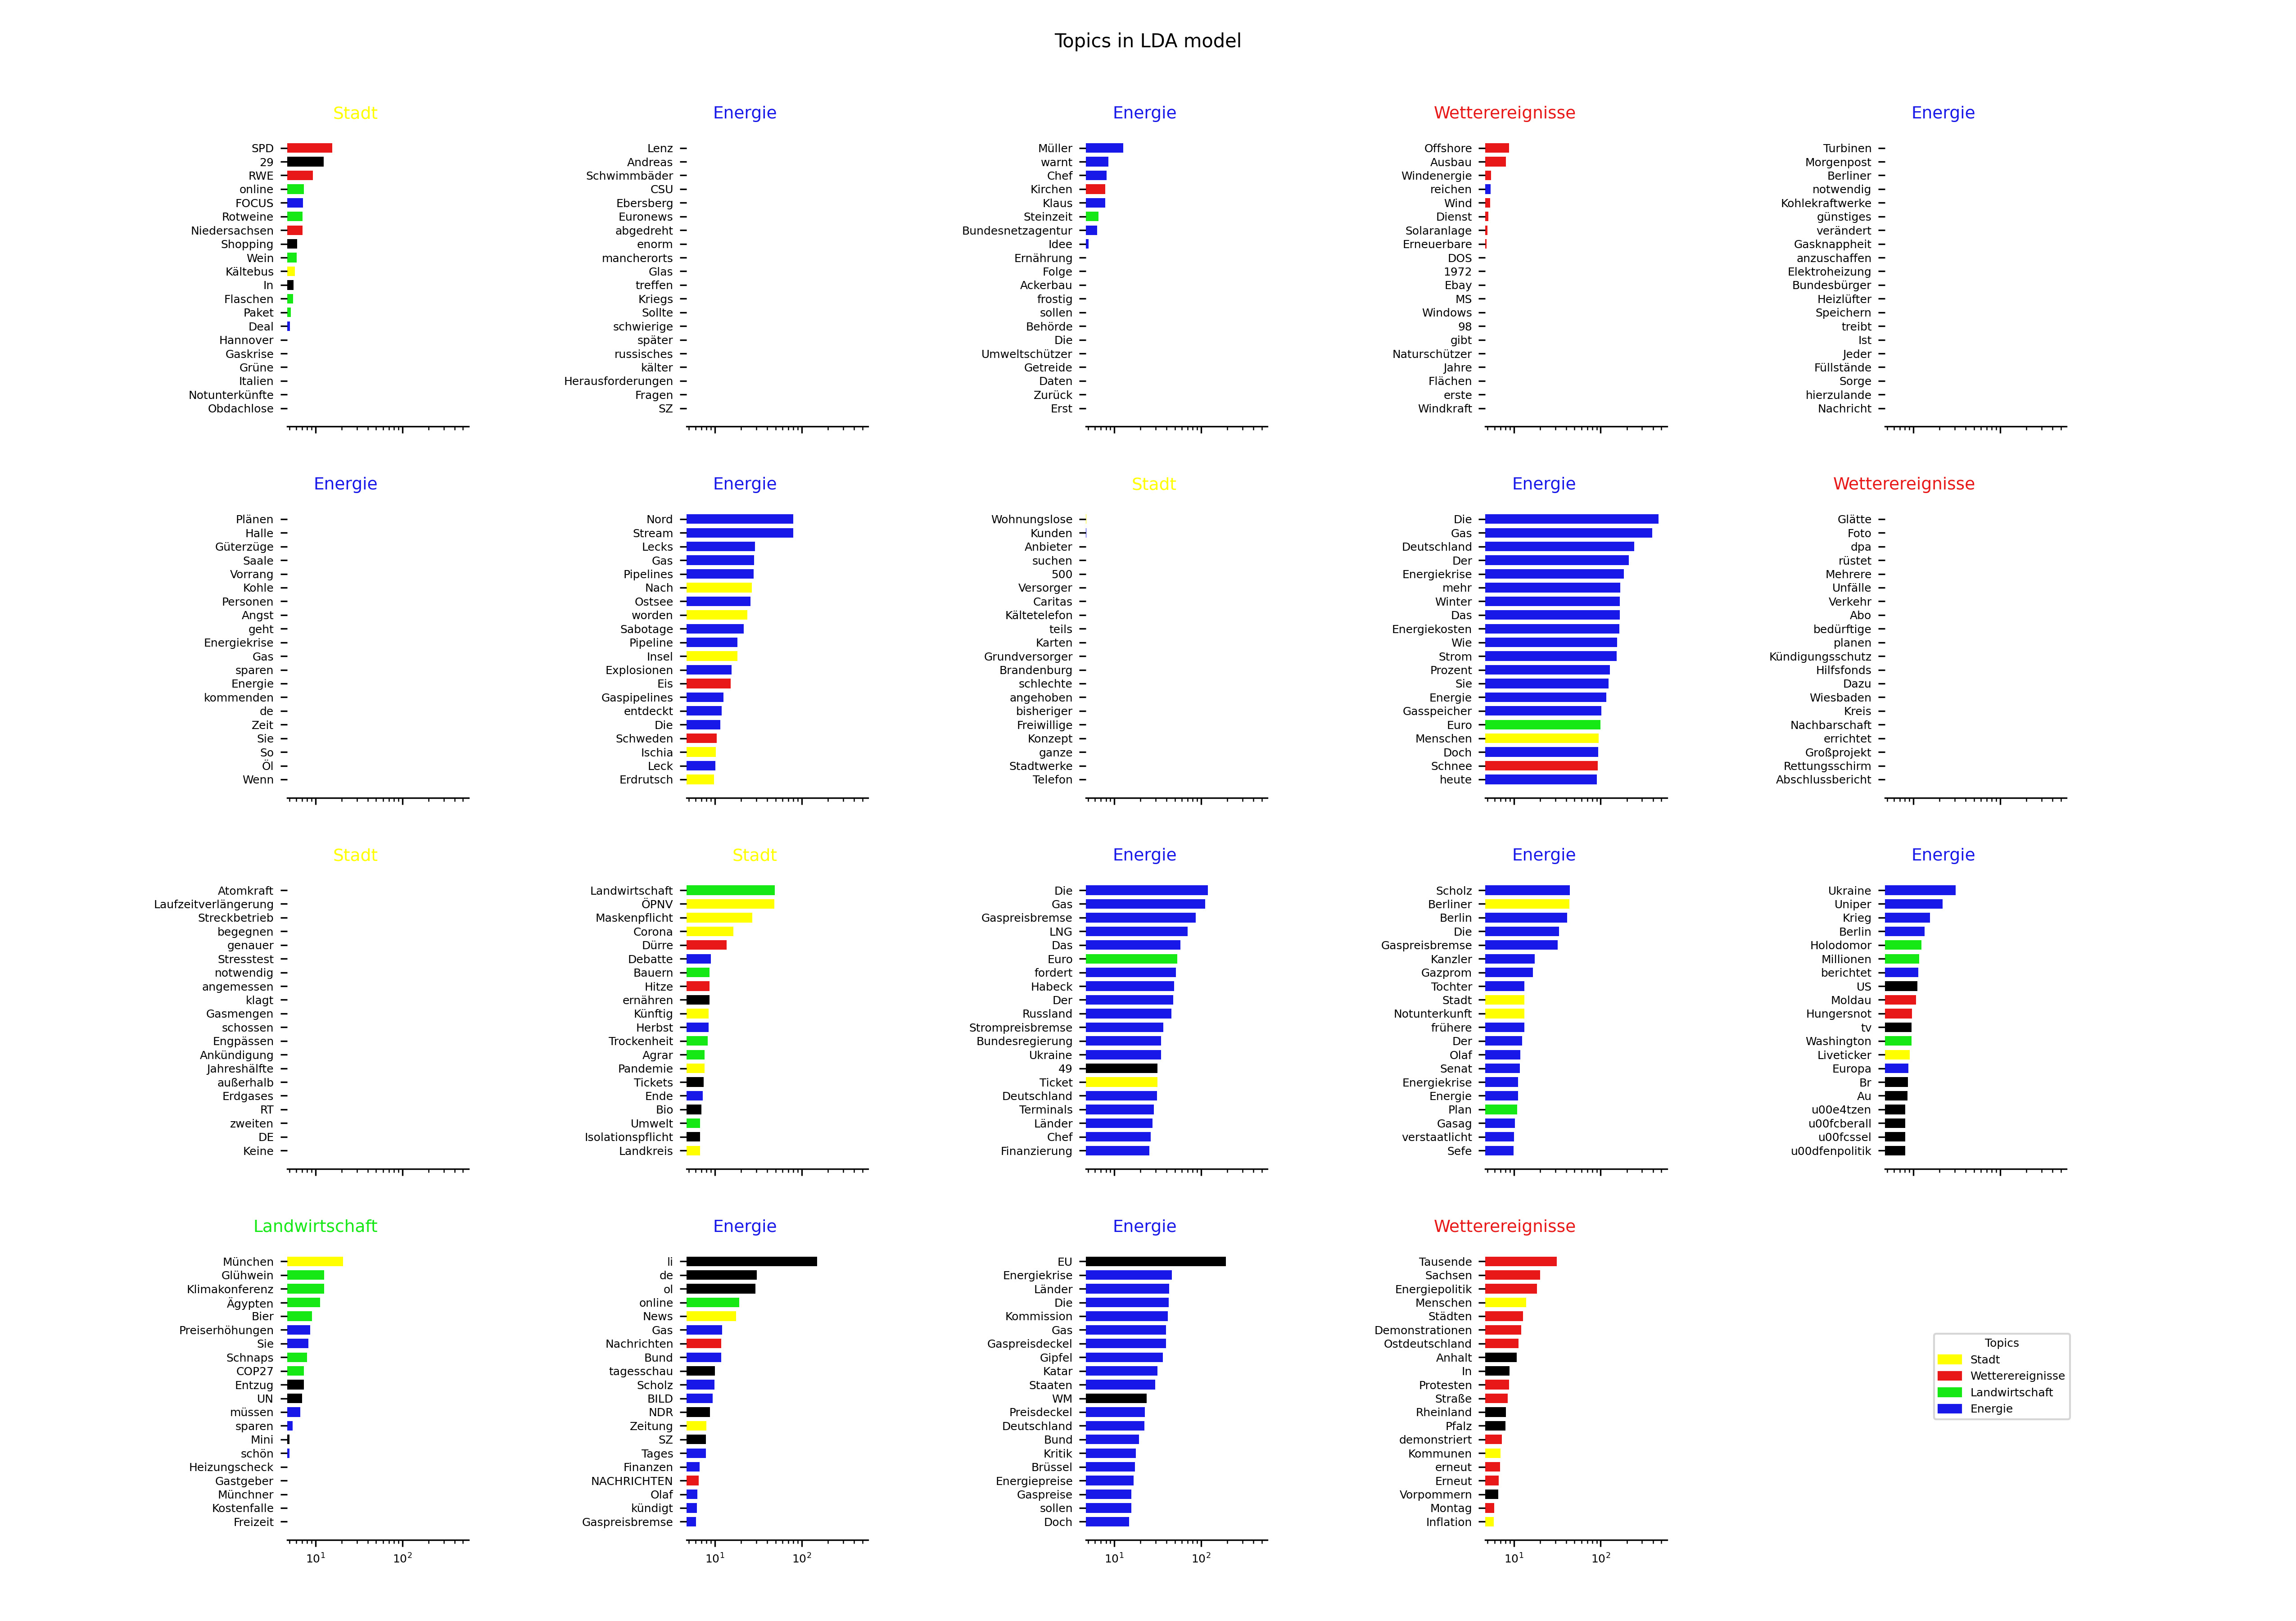 Topics in LDA model
Stadt
SPD
29
RWE
online
FOCUS
Rotweine
Niedersachsen
Shopping
Wein
Kältebus
In
Flaschen
Paket
Deal
Hannover
Gaskrise
Grüne
Italien
Notunterkünfte
Obdachlose
Energie
Lenz
Andreas
Schwimmbäder
CSU
Ebersberg
Euronews
abgedreht
enorm
mancherorts
Glas
treffen
Kriegs
Sollte
schwierige
später
russisches
kälter
Herausforderungen
Fragen
SZ
Energie
Müller
warnt
Chef
Kirchen
Klaus
Steinzeit
Bundesnetzagentur
Idee
Ernährung
Folge
Ackerbau
frostig
sollen
Behörde
Die
Umweltschützer
Getreide
Daten
Zurück
Erst
Wetterereignisse
Offshore
Ausbau
Windenergie
reichen
Wind
Dienst
Solaranlage
Erneuerbare
DOS
1972
Ebay
MS
Windows
98
gibt
Naturschützer
Jahre
Flächen
erste
Windkraft
Energie
Turbinen
Morgenpost
Berliner
notwendig
Kohlekraftwerke
günstiges
verändert
Gasknappheit
anzuschaffen
Elektroheizung
Bundesbürger
Heizlüfter
Speichern
treibt
Ist
Jeder
Füllstände
Sorge
hierzulande
Nachricht
Energie
Plänen
Halle
Güterzüge
Saale
Vorrang
Kohle
Personen
Angst
geht
Energiekrise
Gas
sparen
Energie
kommenden
de
Zeit
Sie
So
Öl
Wenn
Energie
Nord
Stream
Lecks
Gas
Pipelines
Nach
Ostsee
worden
Sabotage
Pipeline
Insel
Explosionen
Eis
Gaspipelines
entdeckt
Die
Schweden
Ischia
Leck
Erdrutsch
Stadt
Wohnungslose
Kunden
Anbieter
suchen
500
Versorger
Caritas
Kältetelefon
teils
Karten
Grundversorger
Brandenburg
schlechte
angehoben
bisheriger
Freiwillige
Konzept
ganze
Stadtwerke
Telefon
Energie
Die
Gas
Deutschland
Der
Energiekrise
mehr
Winter
Das
Energiekosten
Wie
Strom
Prozent
Sie
Energie
Gasspeicher
Euro
Menschen
Doch
Schnee
heute
Wetterereignisse
Glätte
Foto
dpa
rüstet
Mehrere
Unfälle
Verkehr
Abo
bedürftige
planen
Kündigungsschutz
Hilfsfonds
Dazu
Wiesbaden
Kreis
Nachbarschaft
errichtet
Großprojekt
Rettungsschirm
Abschlussbericht
Stadt
Atomkraft
Laufzeitverlängerung
Streckbetrieb
begegnen
genauer
Stresstest
notwendig
angemessen
klagt
Gasmengen
schossen
Engpässen
Ankündigung
Jahreshälfte
außerhalb
Erdgases
RT
zweiten
DE
Keine
Stadt
Landwirtschaft
ÖPNV
Maskenpflicht
Corona
Dürre
Debatte
Bauern
Hitze
ernähren
Künftig
Herbst
Trockenheit
Agrar
Pandemie
Tickets
Ende
Bio
Umwelt
Isolationspflicht
Landkreis
Energie
Die
Gas
Gaspreisbremse
LNG
Das
Euro
fordert
Habeck
Der
Russland
Strompreisbremse
Bundesregierung
Ukraine
49
Ticket
Deutschland
Terminals
Länder
Chef
Finanzierung
Energie
Scholz
Berliner
Berlin
Die
Gaspreisbremse
Kanzler
Gazprom
Tochter
Stadt
Notunterkunft
frühere
Der
Olaf
Senat
Energiekrise
Energie
Plan
Gasag
verstaatlicht
Sefe
Energie
Ukraine
Uniper
Krieg
Berlin
Holodomor
Millionen
berichtet
US
Moldau
Hungersnot
tv
Washington
Liveticker
Europa
Br
Au
u00e4tzen
u00fcberall
u00fcssel
u00dfenpolitik
Landwirtschaft
München
Glühwein
Klimakonferenz
Ägypten
Bier
Preiserhöhungen
Sie
Schnaps
COP27
Entzug
UN
müssen
sparen
Mini
schön
Heizungscheck
Gastgeber
Münchner
Kostenfalle
Freizeit
10^1 10^2
Energie
li
de
ol
online
News
Gas
Nachrichten
Bund
tagesschau
Scholz
BILD
NDR
Zeitung
SZ
Tages
Finanzen
NACHRICHTEN
Olaf
kündigt
Gaspreisbremse
10^1 10^2
Energie
EU
Energiekrise
Länder
Die
Kommission
Gas
Gaspreisdeckel
Gipfel
Katar
Staaten
WM
Preisdeckel
Deutschland
Bund
Kritik
Brüssel
Energiepreise
Gaspreise
sollen
Doch
10^1 10^2
Wetterereignisse
Tausende
Sachsen
Energiepolitik
Menschen
Städten
Demonstrationen
Ostdeutschland
Anhalt
In
Protesten
Straße
Rheinland
Pfalz
demonstriert
Kommunen
erneut
Erneut
Vorpommern
Montag
Inflation
10^1 10^2
Topics
Stadt
Wetterereignisse
Landwirtschaft
Energie